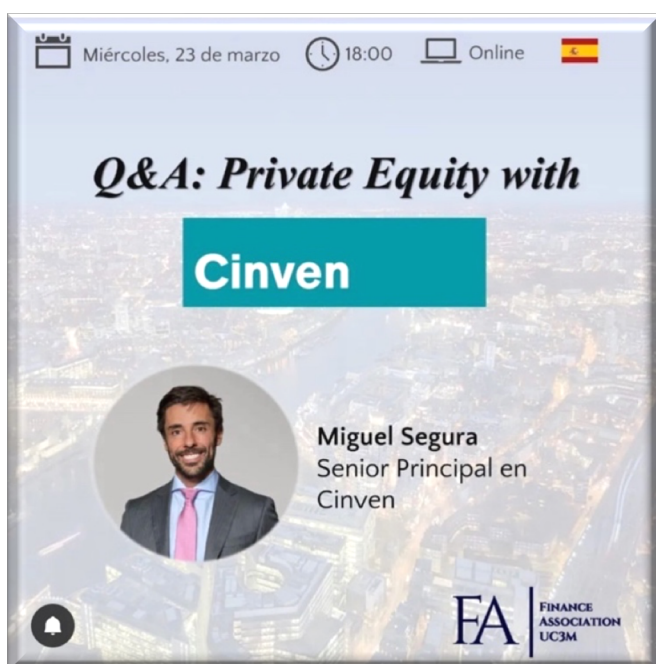 Miércoles, 23 de marzo 18:00 Online
Q&A: Private Equity with
Cinven
Miguel Segura
Senior Principal en
Cinven
FA FINANCE
ASSOCIATION
UC3M